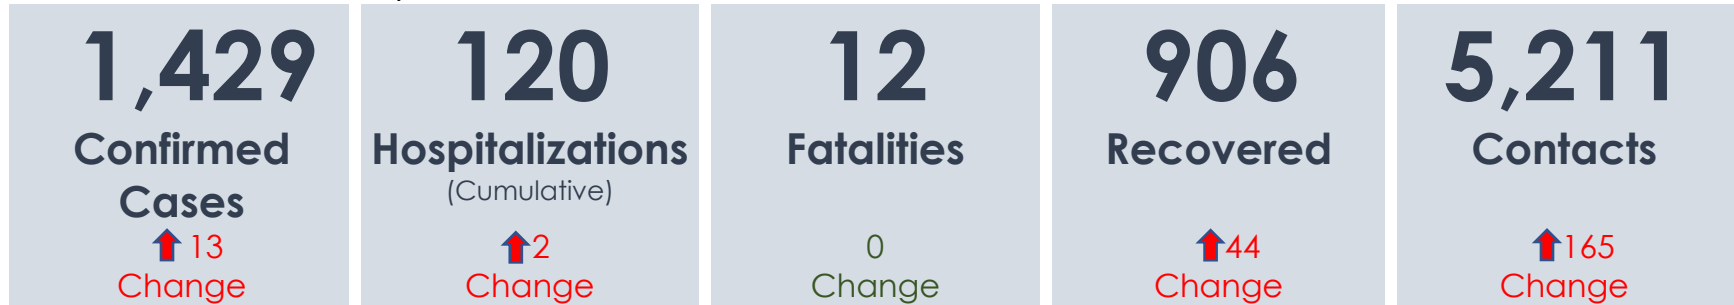 1,429
Confirmed
Cases
13
Change
120
Hospitalizations
(Cumulative)
2
Change
12
Fatalities
0
Change
906
Recovered
44
Change
5,211
Contacts
165
Change